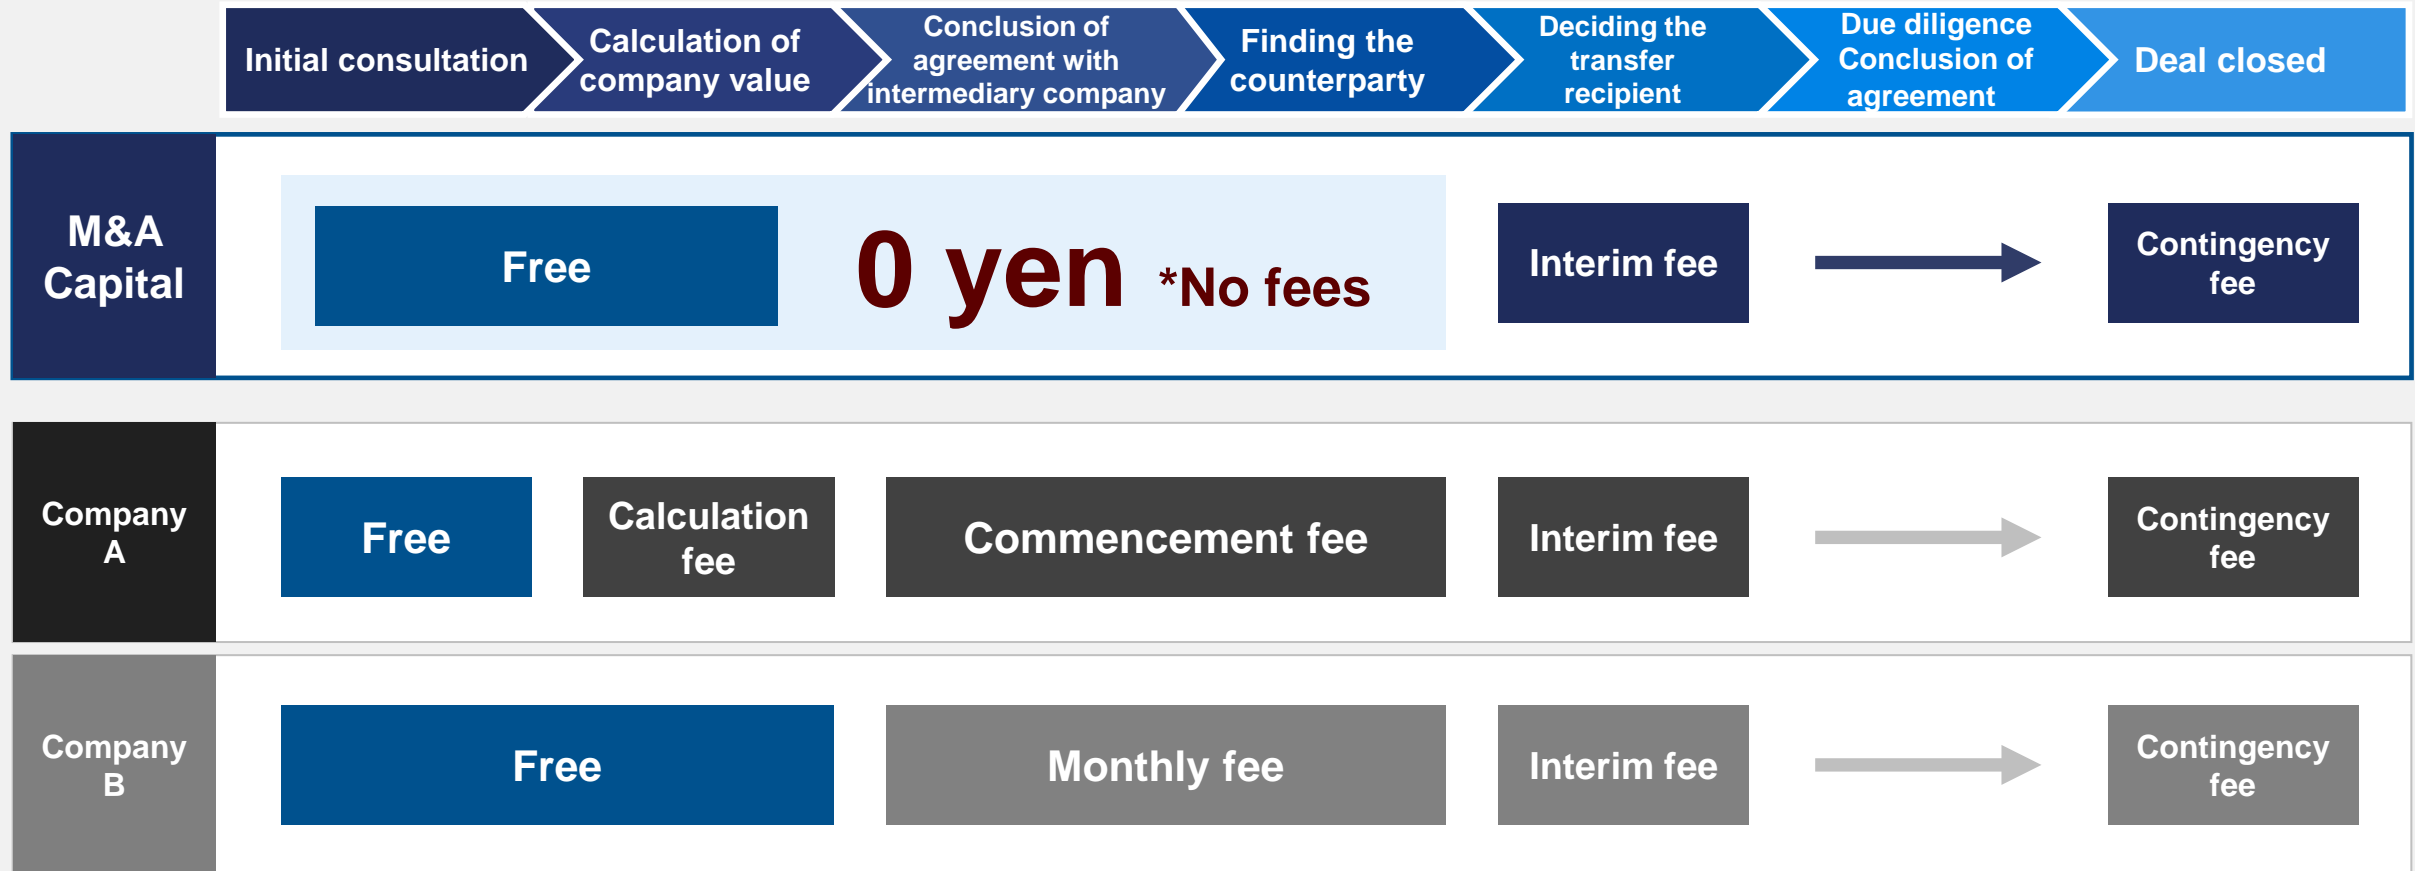 Initial consultation
Calculation of
company value
Conclusion of
agreement with
intermediary company
Finding the
counterparty
Deciding the
transfer
recipient
Due diligence
Conclusion of
agreement
Deal closed
M&A
Capital
Free
0 yen *No fees
Interim fee
Contingency
fee
Company
A
Free
Calculation
fee
Commencement fee
Interim fee
Contingency
fee
Company
B
Free
Monthly fee
Interim fee
Contingency
fee